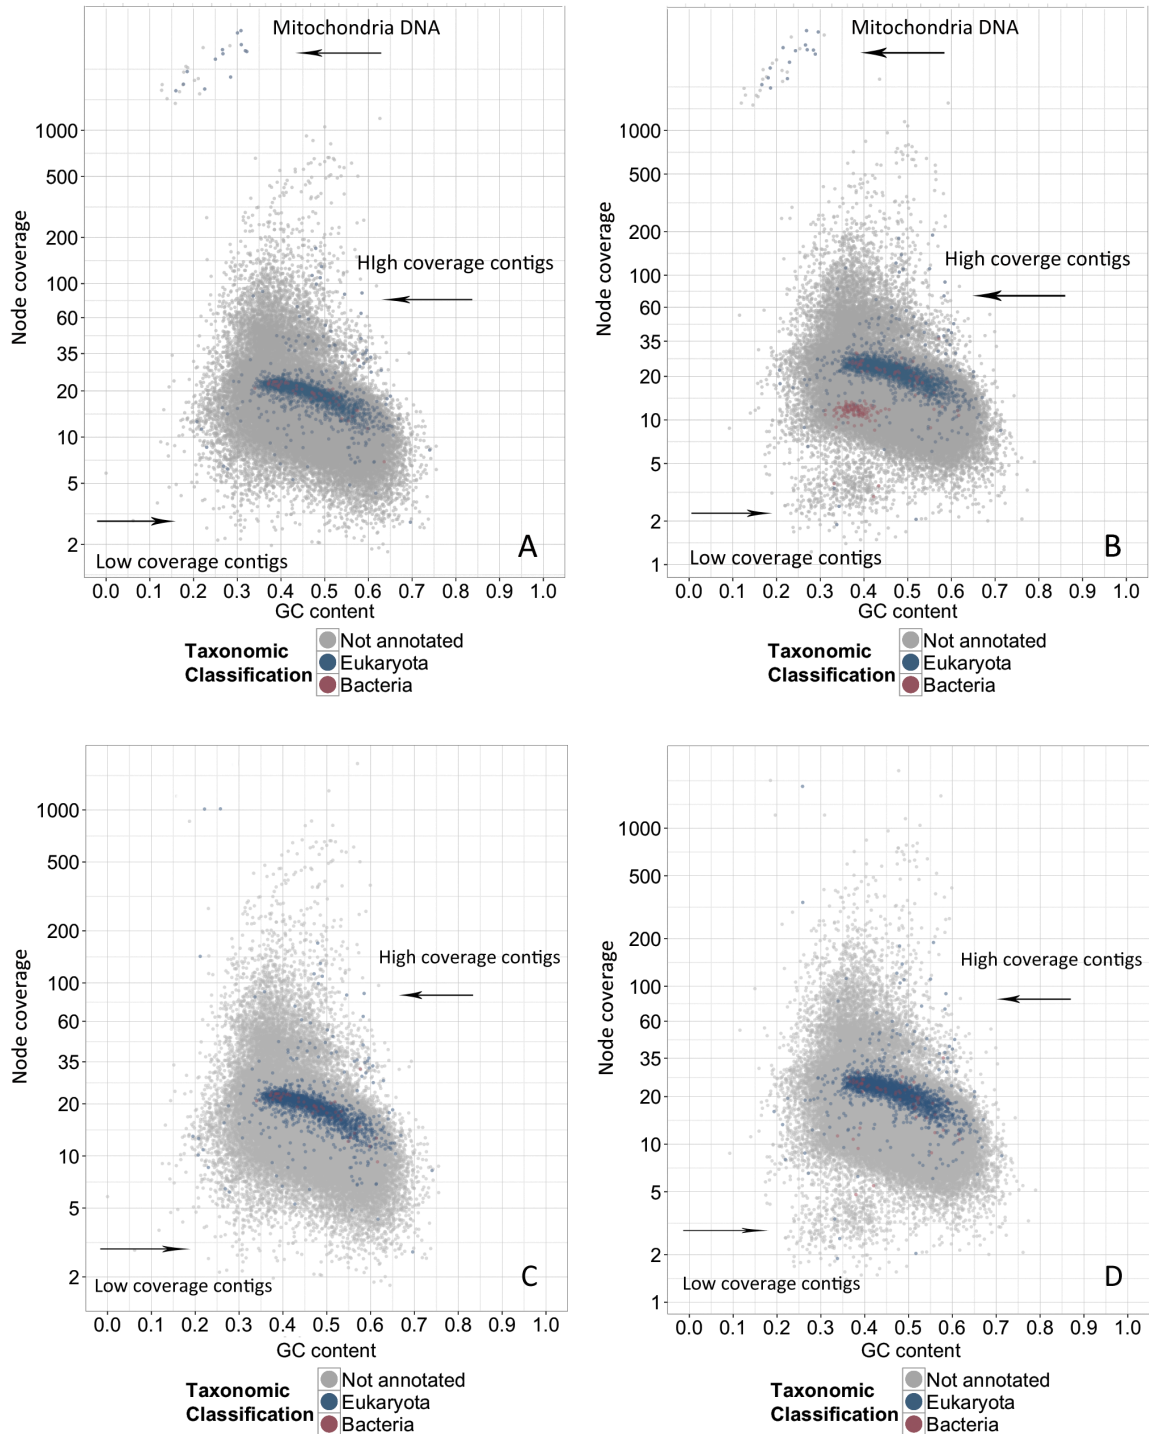 Mitochondria DNA
1000
500
200
100
60
35
20
10
5
2
Node coverage
HIgh coverage contigs
Low coverage contigs
A
0.0 0.1 0.2 0.3 0.4 0.5 0.6 0.7 0.8 0.9 1.0
GC content
Taxonomic
Classification
Not annotated
Eukaryota
Bacteria
Mitochondria DNA
1000
500
200
100
60
35
20
10
5
2
1
Node coverage
High coverge contigs
Low coverage contigs
B
0.0 0.1 0.2 0.3 0.4 0.5 0.6 0.7 0.8 0.9 1.0
GC content
Taxonomic
Classification
Not annotated
Eukaryota
Bacteria
1000
500
200
100
60
35
20
10
5
2
Node coverage
High coverage contigs
Low coverage contigs
C
0.0 0.1 0.2 0.3 0.4 0.5 0.6 0.7 0.8 0.9 1.0
GC content
Taxonomic
Classification
Not annotated
Eukaryota
Bacteria
1000
500
200
100
60
35
20
10
5
2
1
Node coverage
High coverage contigs
Low coverage contigs
D
0.0 0.1 0.2 0.3 0.4 0.5 0.6 0.7 0.8 0.9 1.0
GC content
Taxonomic
Classification
Not annotated
Eukaryota
Bacteria